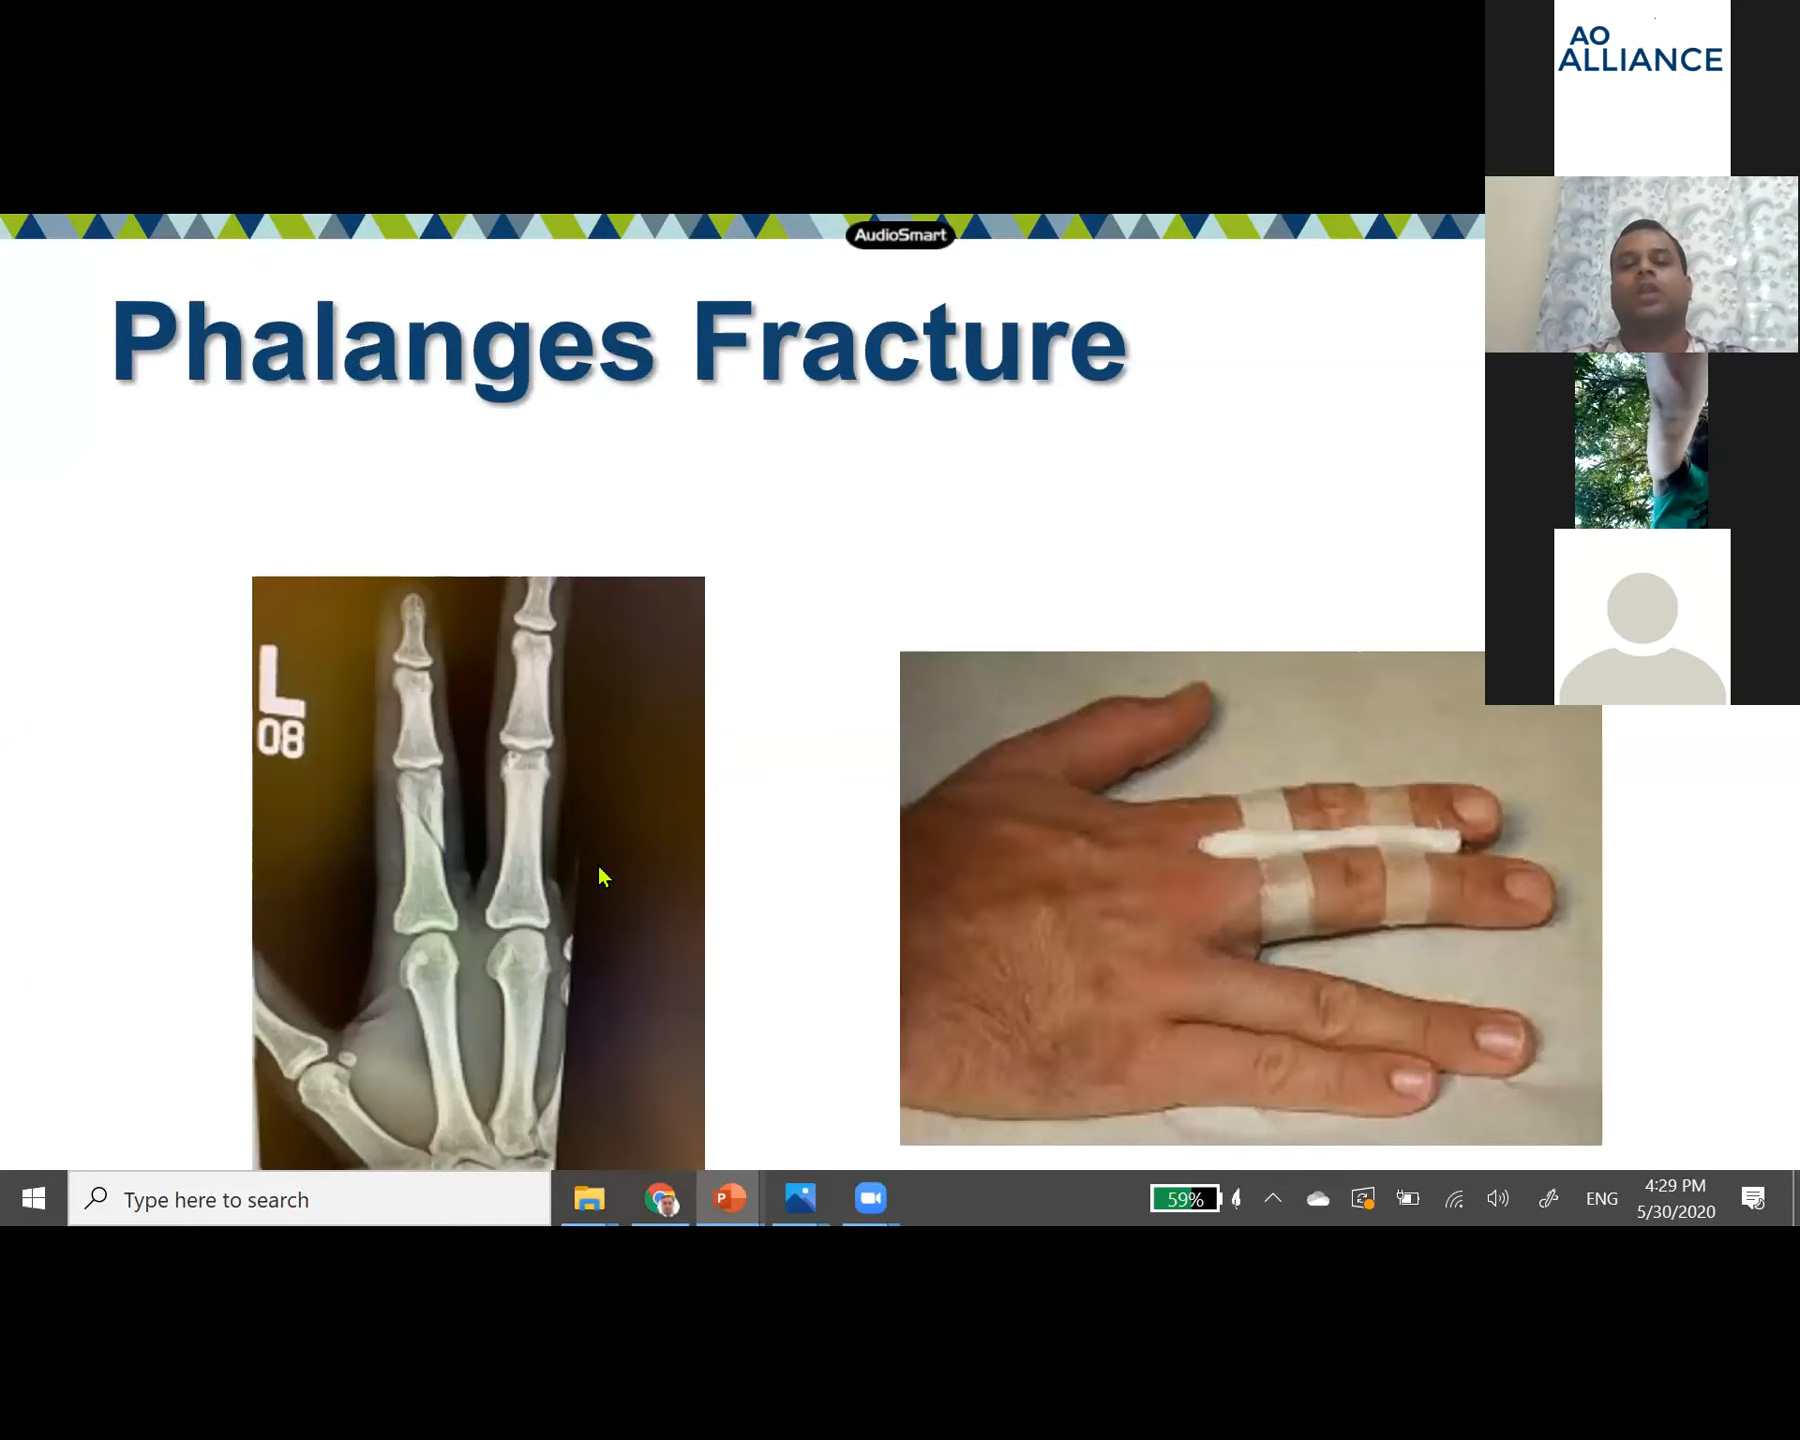 AO
ALLIANCE
AudioSmart
Phalanges Fracture
L
08
Type here to search
59%
ENG
4:29 PM
5/30/2020